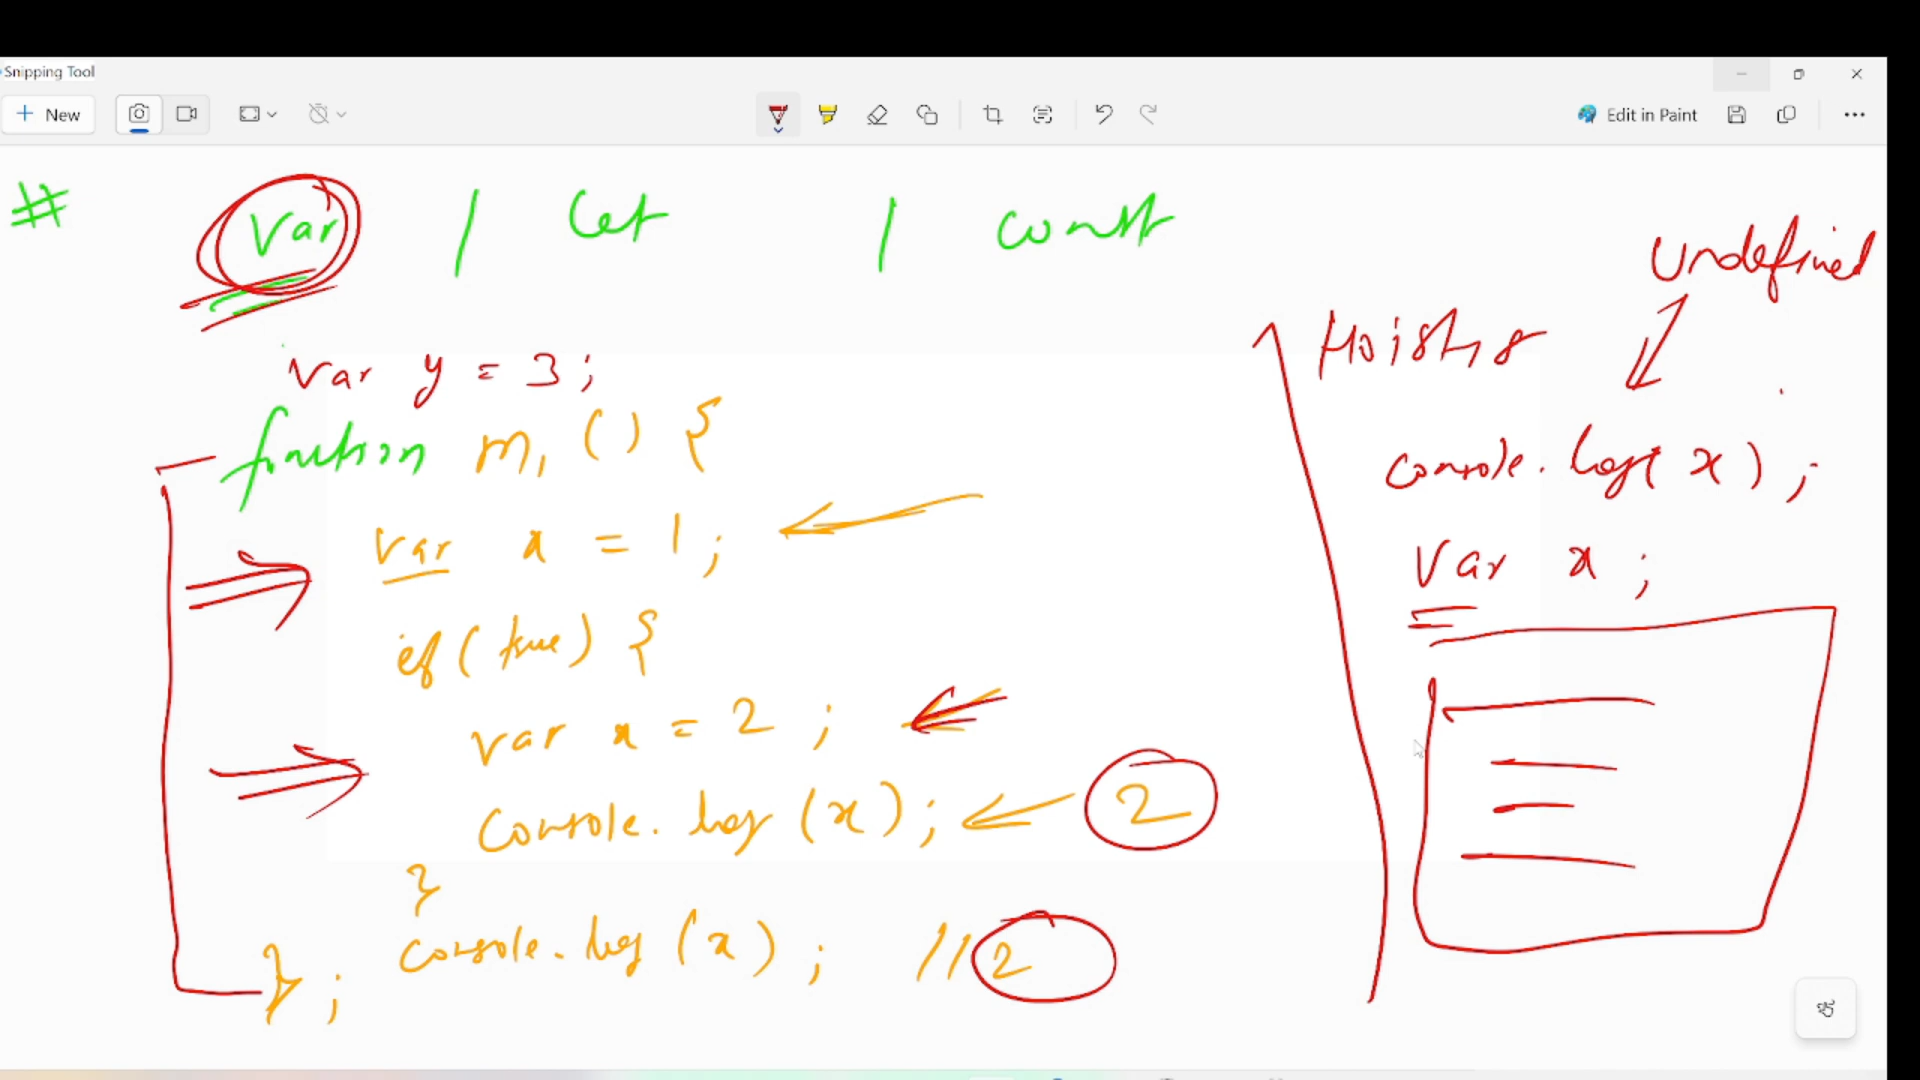 Snipping Tool
New
Edit in Paint
# var / let / const
var y = 3;
function m1 () {
var x = 1;
if (true) {
var x = 2;
console.log (x); 2
}
console.log (x); //2
};
undefined
console.log( x );
var x ;